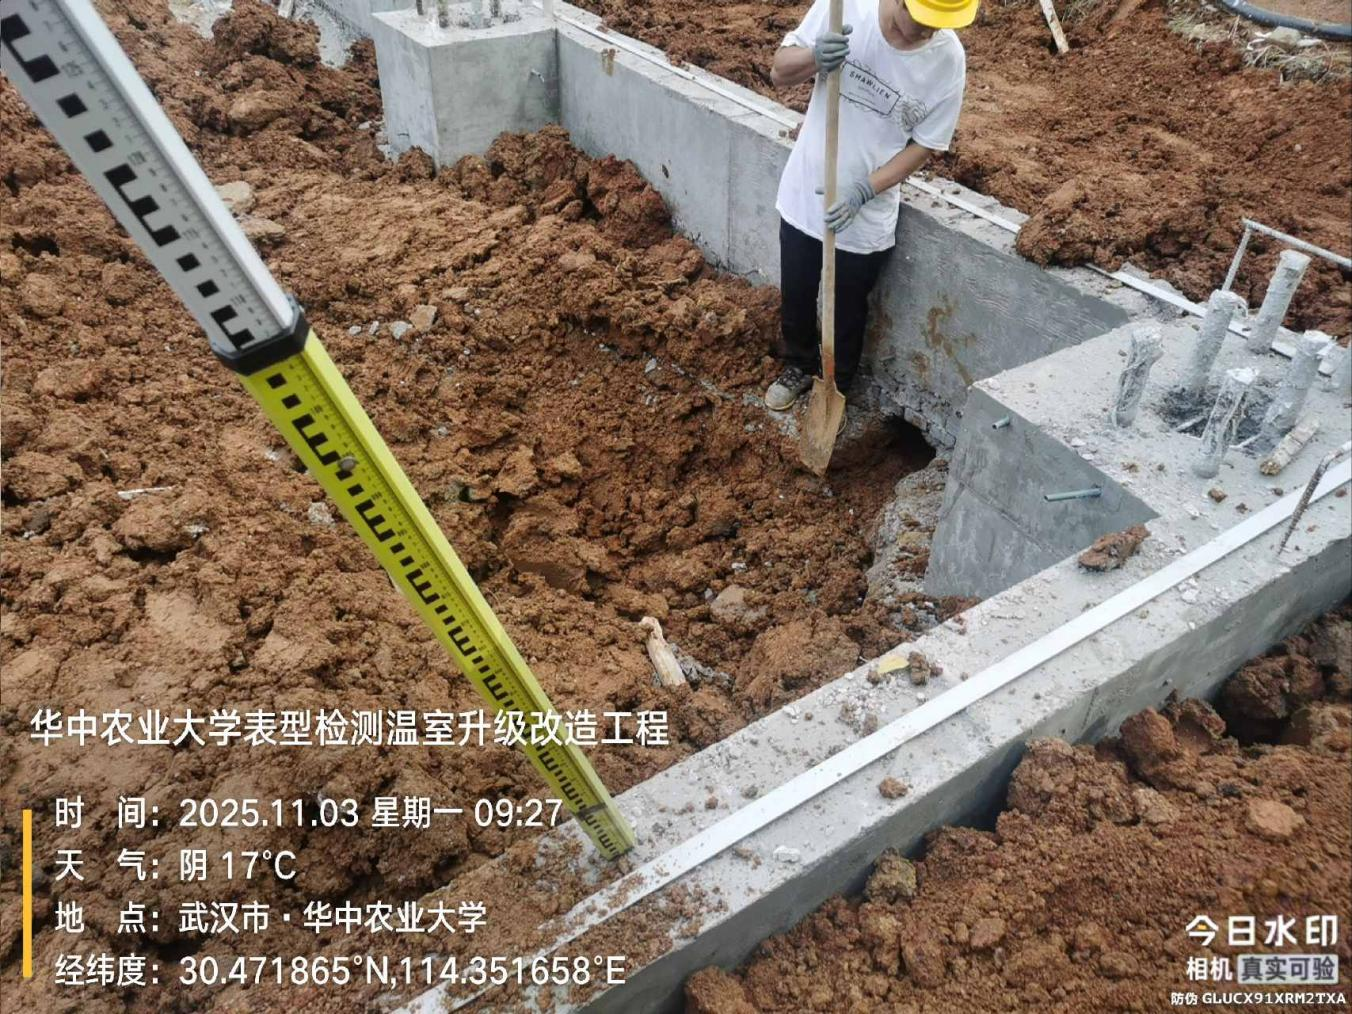 SHAWLIEN
华中农业大学表型检测温室升级改造工程
时 间：2025.11.03 星期一 09:27
天 气：阴 17℃
地 点：武汉市·华中农业大学
经纬度：30.471865°N,114.351658°E
今日水印
相机 真实可验
防伪 GLUCX91XRM2TXA